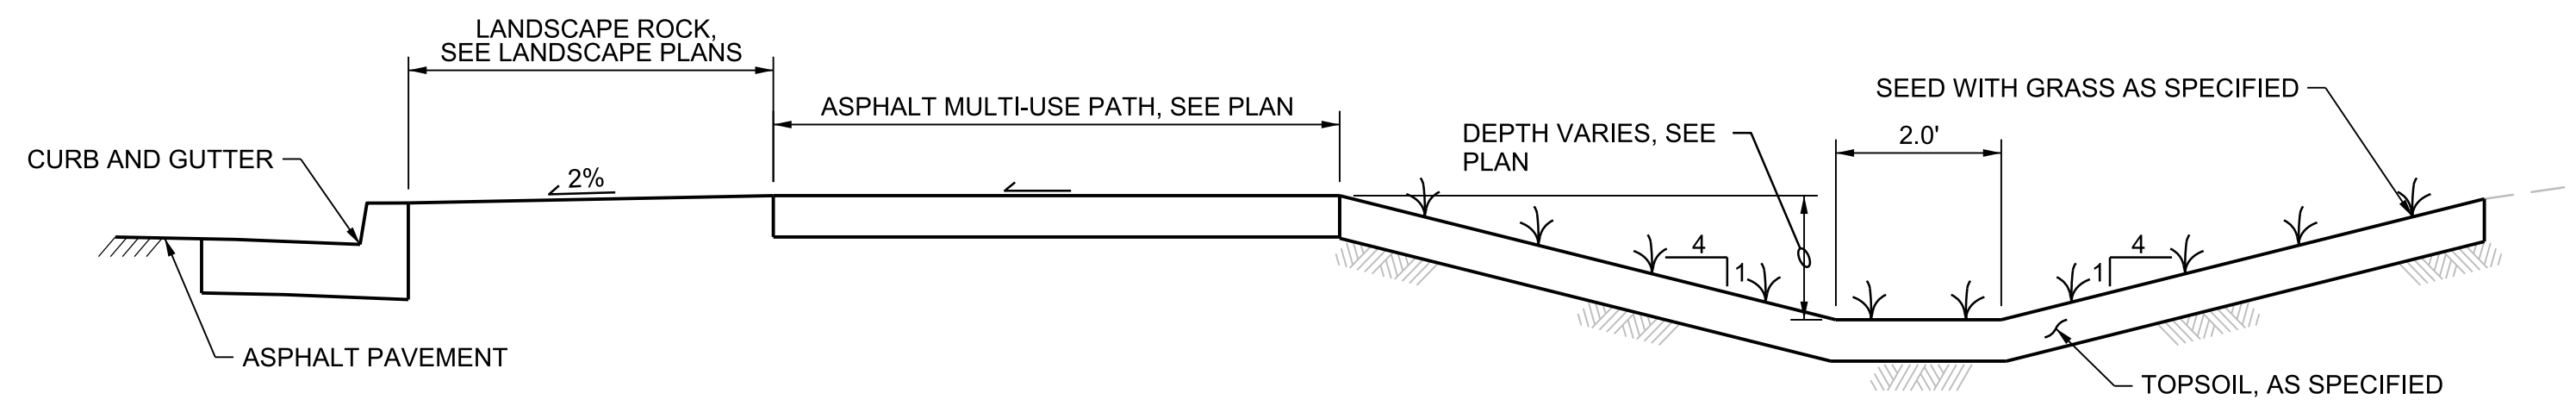 LANDSCAPE ROCK,
SEE LANDSCAPE PLANS
ASPHALT MULTI-USE PATH, SEE PLAN
SEED WITH GRASS AS SPECIFIED
DEPTH VARIES, SEE
PLAN
2.0'
CURB AND GUTTER
2%
4
1
4
1
ASPHALT PAVEMENT
TOPSOIL, AS SPECIFIED